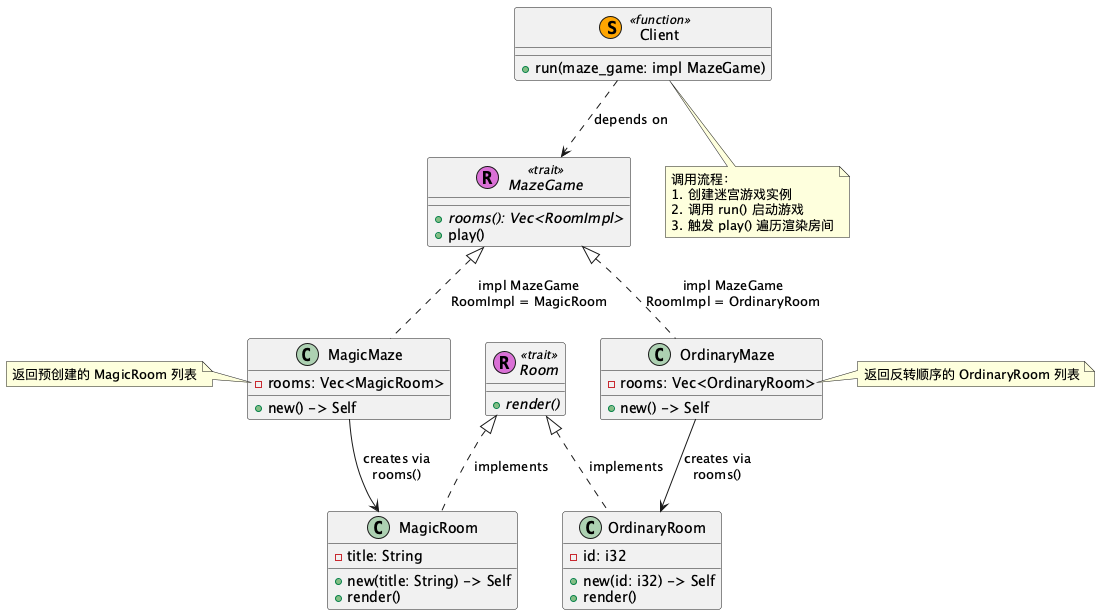 S «function» Client
run(maze_game: impl MazeGame)
depends on
调用流程：
1. 创建迷宫游戏实例
2. 调用 run() 启动游戏
3. 触发 play() 遍历渲染房间
R «trait» MazeGame
rooms(): Vec<RoomImpl>
play()
impl MazeGame
RoomImpl = MagicRoom
impl MazeGame
RoomImpl = OrdinaryRoom
返回预创建的 MagicRoom 列表
C MagicMaze
rooms: Vec<MagicRoom>
new() -> Self
R «trait» Room
render()
C OrdinaryMaze
rooms: Vec<OrdinaryRoom>
new() -> Self
返回反转顺序的 OrdinaryRoom 列表
creates via
rooms()
implements
implements
creates via
rooms()
C MagicRoom
title: String
new(title: String) -> Self
render()
C OrdinaryRoom
id: i32
new(id: i32) -> Self
render()